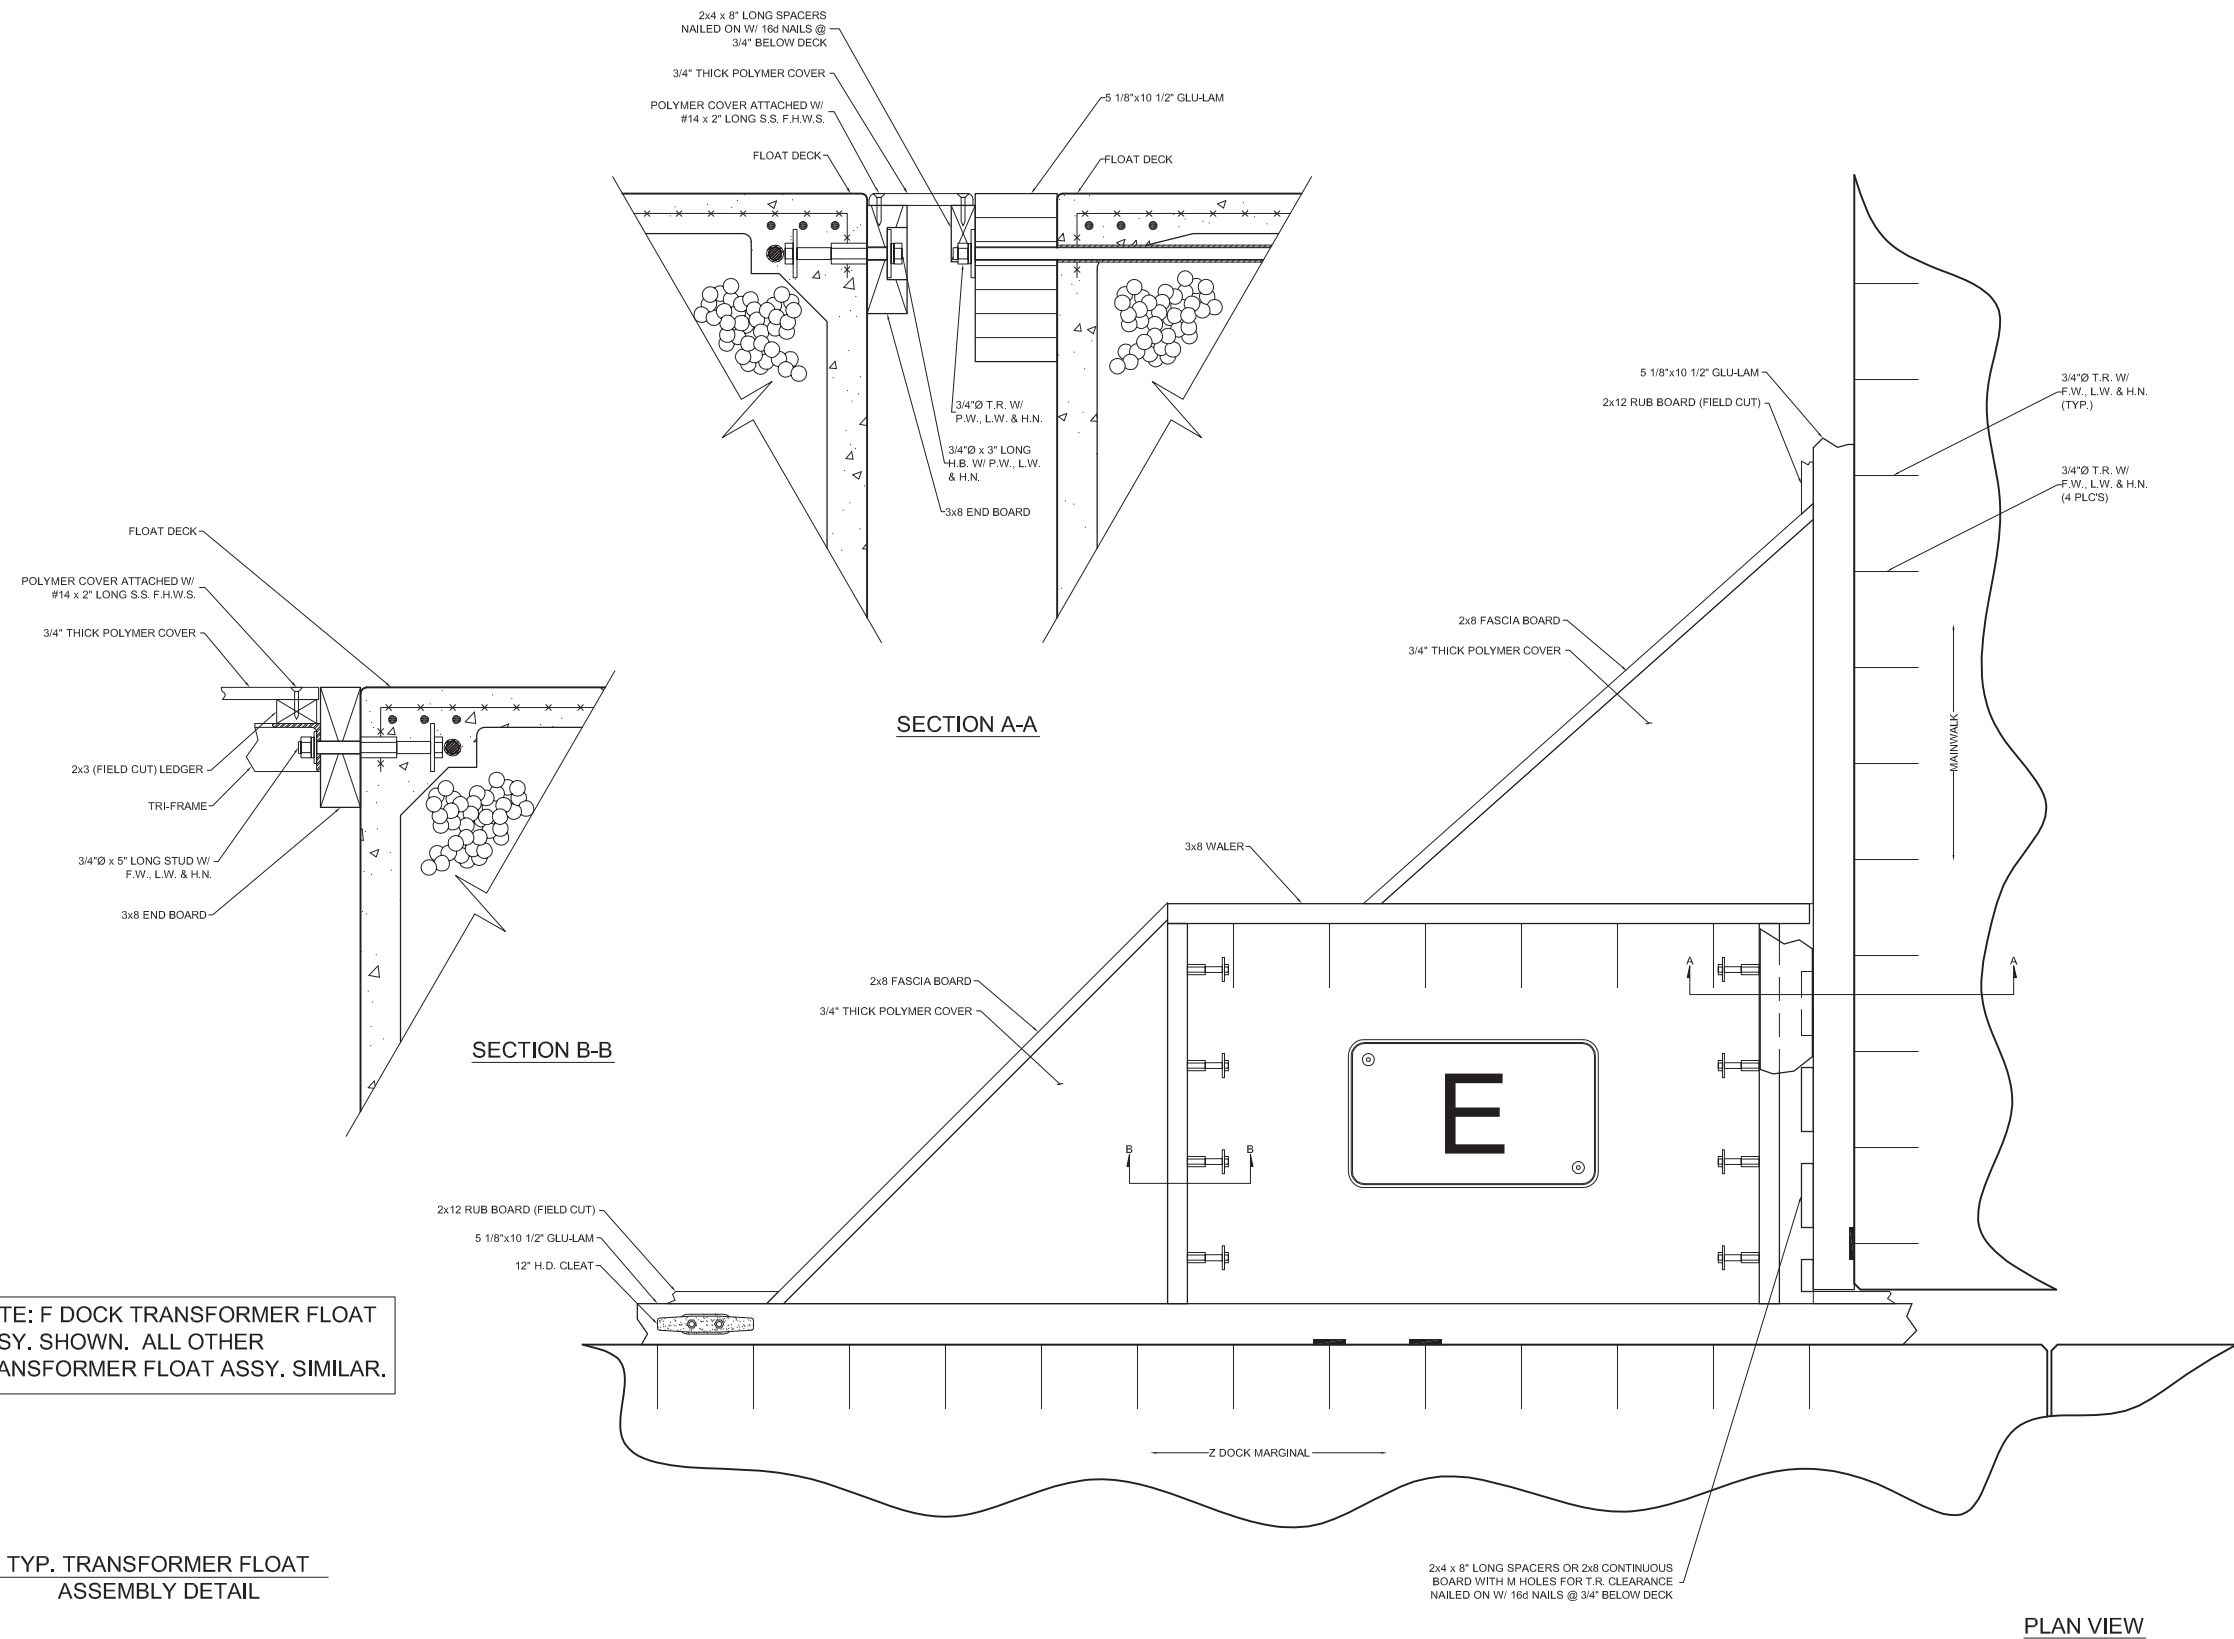 2x4 x 8" LONG SPACERS
NAILED ON W/ 16d NAILS @
3/4" BELOW DECK
3/4" THICK POLYMER COVER
POLYMER COVER ATTACHED W/
#14 x 2" LONG S.S. F.H.W.S.
FLOAT DECK
5 1/8"x10 1/2" GLU-LAM
FLOAT DECK
3/4"Ø T.R. W/
P.W., L.W. & H.N.
3/4"Ø x 3" LONG
H.B. W/ P.W., L.W.
& H.N.
3x8 END BOARD
SECTION A-A
FLOAT DECK
POLYMER COVER ATTACHED W/
#14 x 2" LONG S.S. F.H.W.S.
3/4" THICK POLYMER COVER
2x3 (FIELD CUT) LEDGER
TRI-FRAME
3/4"Ø x 5" LONG STUD W/
F.W., L.W. & H.N.
3x8 END BOARD
SECTION B-B
5 1/8"x10 1/2" GLU-LAM
2x12 RUB BOARD (FIELD CUT)
3/4"Ø T.R. W/
F.W., L.W. & H.N.
(TYP.)
3/4"Ø T.R. W/
F.W., L.W. & H.N.
(4 PLC'S)
2x8 FASCIA BOARD
3/4" THICK POLYMER COVER
MAINWALK
3x8 WALER
2x8 FASCIA BOARD
3/4" THICK POLYMER COVER
A
A
E
B
B
2x12 RUB BOARD (FIELD CUT)
5 1/8"x10 1/2" GLU-LAM
12" H.D. CLEAT
TE: F DOCK TRANSFORMER FLOAT
SY. SHOWN. ALL OTHER
ANSFORMER FLOAT ASSY. SIMILAR.
Z DOCK MARGINAL
2x4 x 8" LONG SPACERS OR 2x8 CONTINUOUS
BOARD WITH M HOLES FOR T.R. CLEARANCE
NAILED ON W/ 16d NAILS @ 3/4" BELOW DECK
TYP. TRANSFORMER FLOAT
ASSEMBLY DETAIL
PLAN VIEW